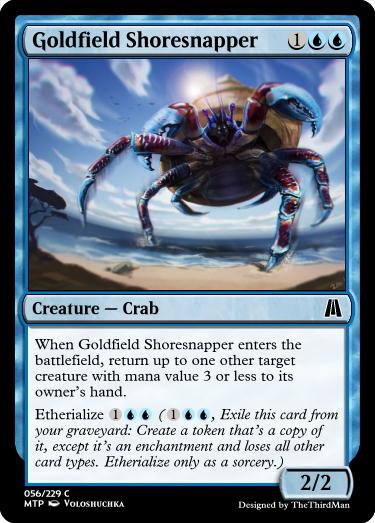 Goldfield Shoresnapper 1
Creature — Crab
When Goldfield Shoresnapper enters the
battlefield, return up to one other target
creature with mana value 3 or less to its
owner's hand.
Etherialize 1 (1, Exile this card from
your graveyard: Create a token that's a copy of
it, except it's an enchantment and loses all other
card types. Etherialize only as a sorcery.)
2/2
056/229 C
MTP VOLOSHUCHKA
Designed by TheThirdMan